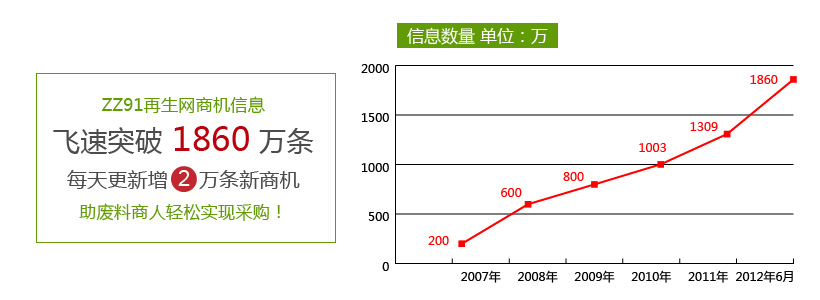 ZZ91再生网商机信息
飞速突破 1860 万条
每天更新增 2 万条新商机
助废料商人轻松实现采购！
信息数量 单位：万
2000
1500
1000
500
0
200
600
800
1003
1309
1860
2007年 2008年 2009年 2010年 2011年 2012年6月